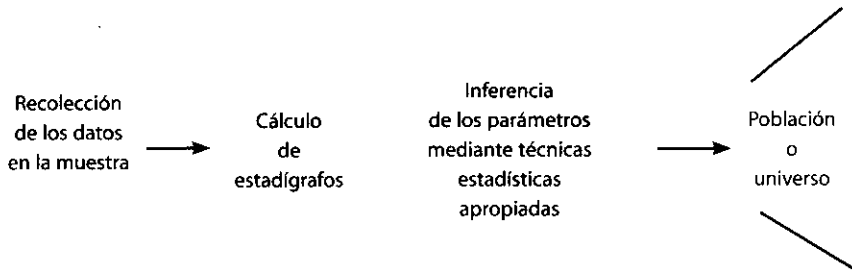 Recolección
de los datos
en la muestra
Cálculo
de
estadígrafos
Inferencia
de los parámetros
mediante técnicas
estadísticas
apropiadas
Población
o
universo